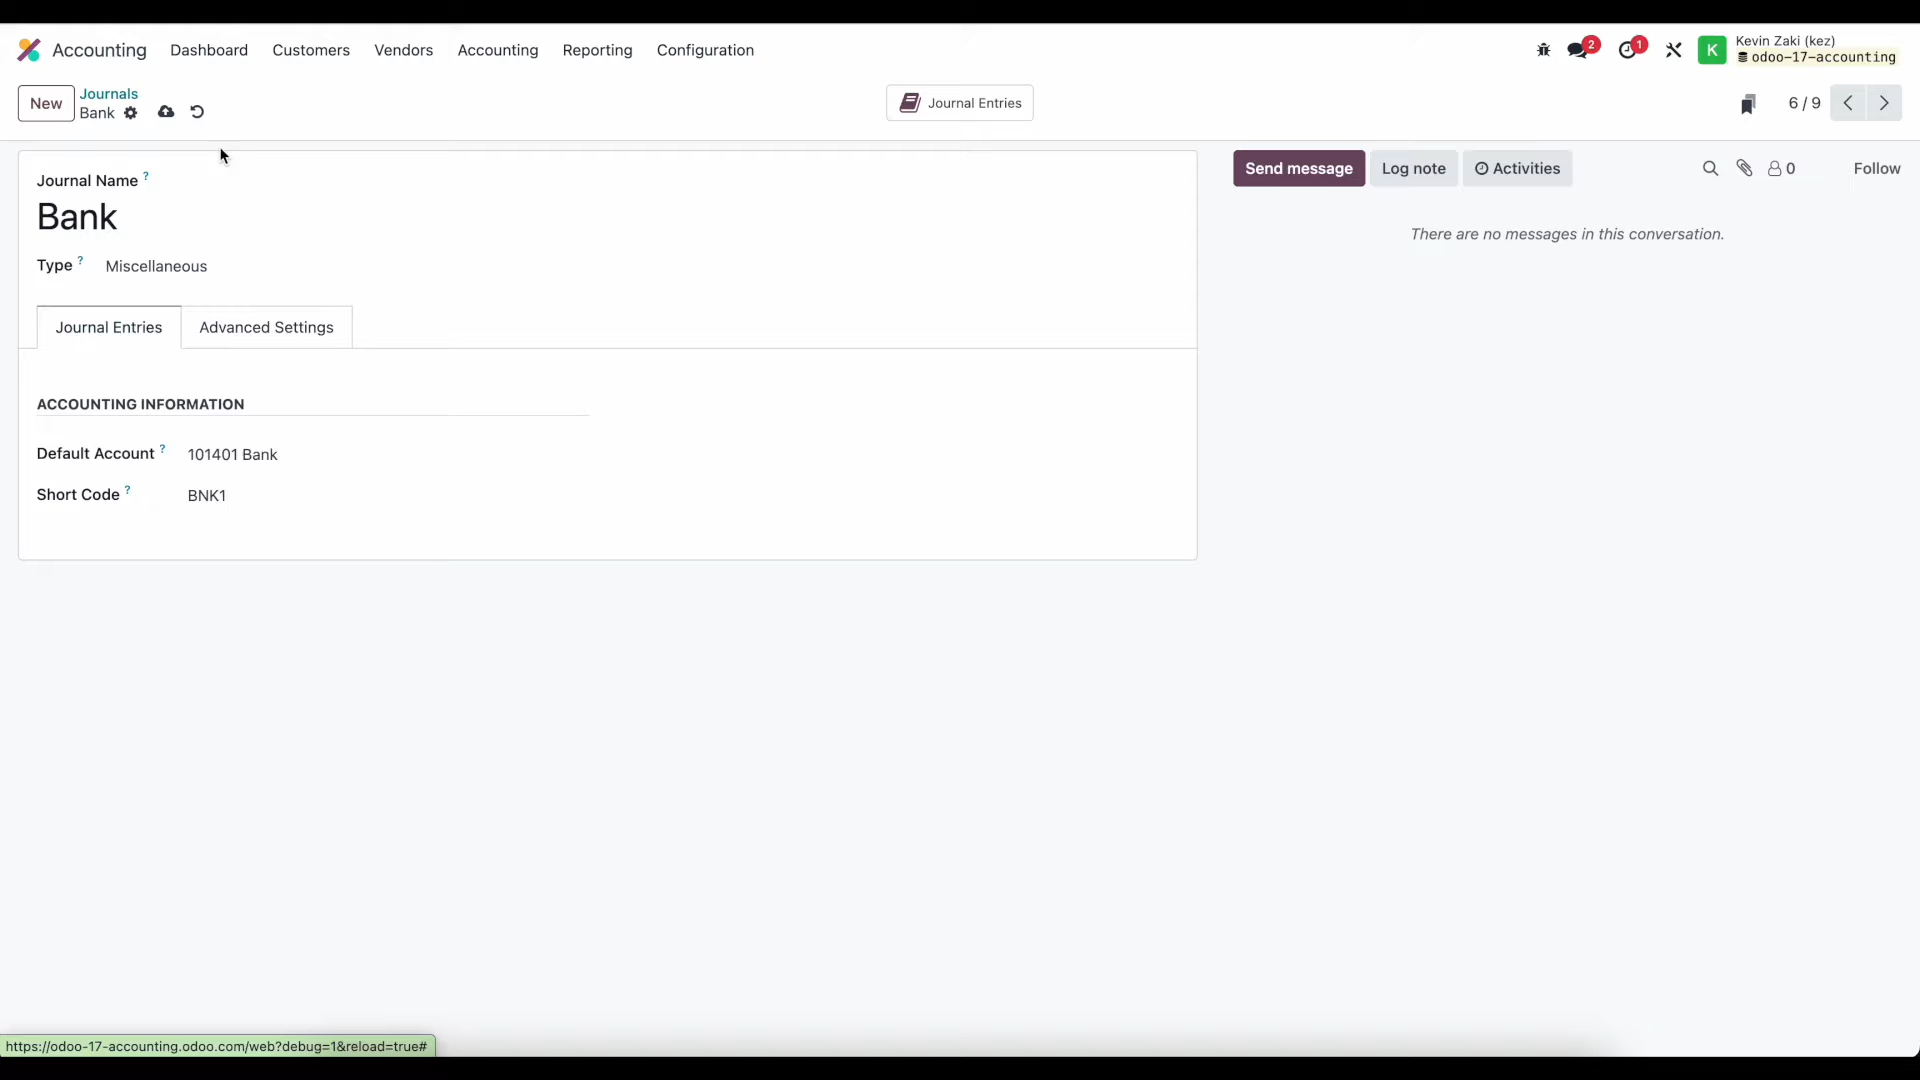 Accounting Dashboard Customers Vendors Accounting Reporting Configuration 2 1 K Kevin Zaki (kez)
odoo-17-accounting
New Journals
Bank
Journal Entries
6 / 9
Journal Name ?
Bank
Type ? Miscellaneous
Journal Entries Advanced Settings
ACCOUNTING INFORMATION
Default Account ? 101401 Bank
Short Code ? BNK1
Send message Log note Activities 0 Follow
There are no messages in this conversation.
https://odoo-17-accounting.odoo.com/web?debug=1&reload=true#